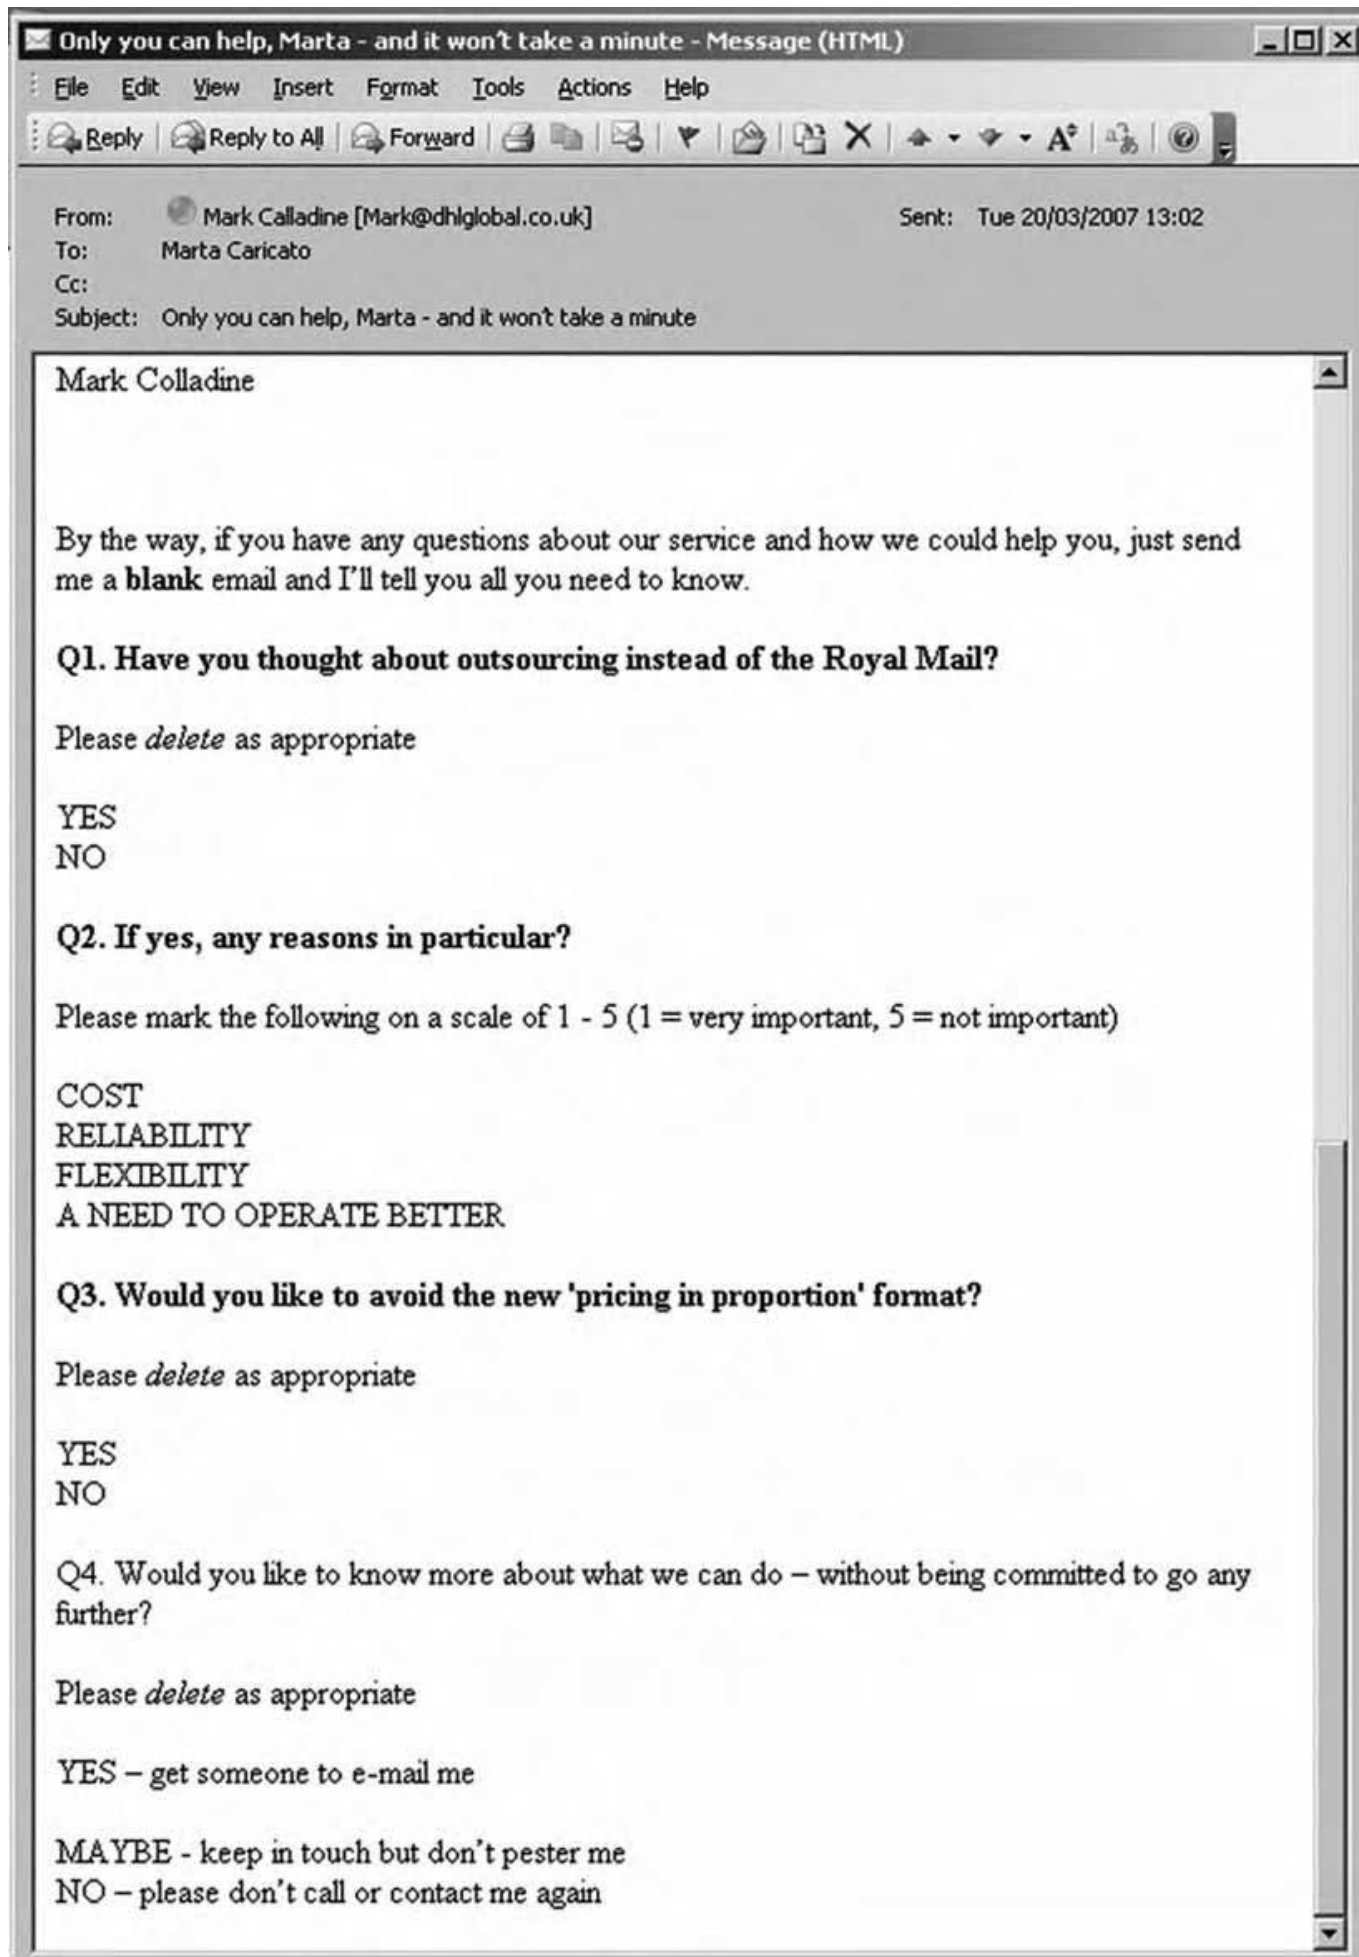 Only you can help, Marta - and it won't take a minute - Message (HTML)
File Edit View Insert Format Tools Actions Help
Reply Reply to All Forward
From: Mark Calladine [Mark@dhlglobal.co.uk] Sent: Tue 20/03/2007 13:02
To: Marta Caricato
Cc:
Subject: Only you can help, Marta - and it won't take a minute
Mark Colladine
By the way, if you have any questions about our service and how we could help you, just send
me a blank email and I'll tell you all you need to know.
Q1. Have you thought about outsourcing instead of the Royal Mail?
Please delete as appropriate
YES
NO
Q2. If yes, any reasons in particular?
Please mark the following on a scale of 1 - 5 (1 = very important, 5 = not important)
COST
RELIABILITY
FLEXIBILITY
A NEED TO OPERATE BETTER
Q3. Would you like to avoid the new 'pricing in proportion' format?
Please delete as appropriate
YES
NO
Q4. Would you like to know more about what we can do – without being committed to go any
further?
Please delete as appropriate
YES – get someone to e-mail me
MAYBE - keep in touch but don't pester me
NO – please don't call or contact me again